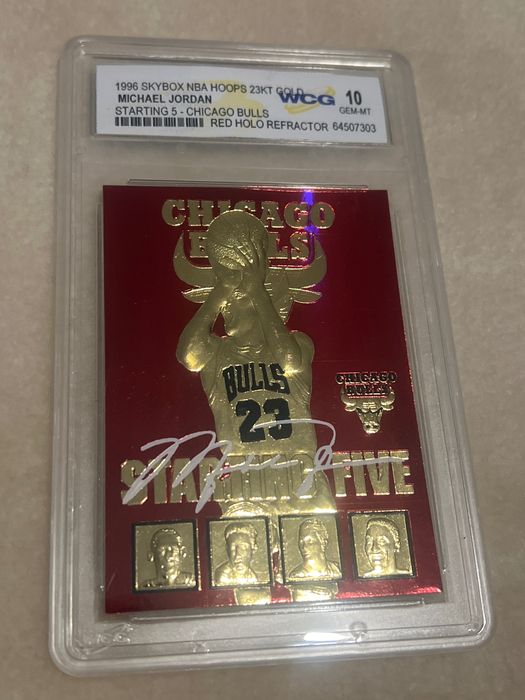 1996 SKYBOX NBA HOOPS 23KT GOLD
MICHAEL JORDAN
STARTING 5 - CHICAGO BULLS
RED HOLO REFRACTOR 64507303
WCG
10
GEM-MT
CHICAGO
BULLS
BULLS
23
CHICAGO
BULLS
STARTING FIVE